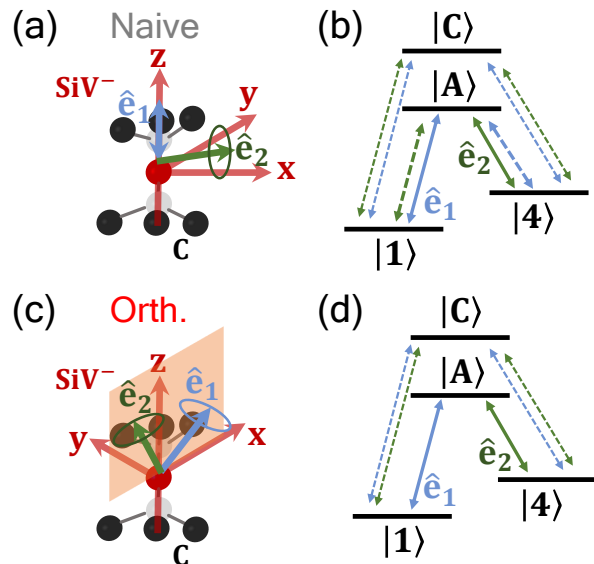 (a) Naive
z
SiV⁻
ê₁
y
ê₂
x
C
(b)
|C⟩
|A⟩
ê₂
ê₁
|4⟩
|1⟩
(c) Orth.
z
SiV⁻
ê₁
ê₂
y
x
C
(d)
|C⟩
|A⟩
ê₂
ê₁
|4⟩
|1⟩